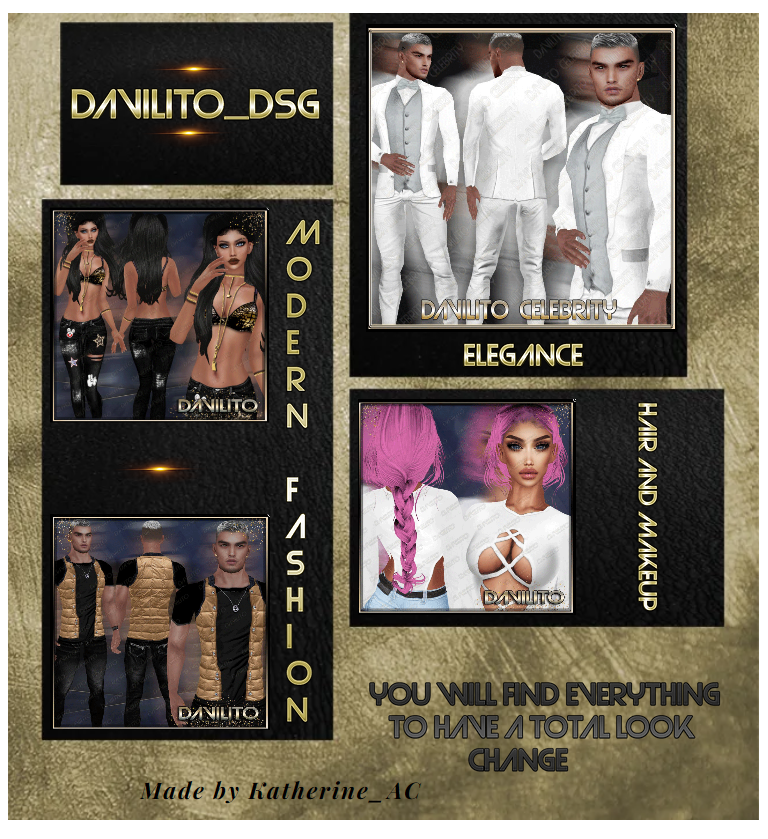 DAVILITO_DSG
DAVILITO CELEBRITY
ELEGANCE
MODERN FASHION
DAVILITO
DAVILITO
HAIR AND MAKEUP
DAVILITO
YOU WILL FIND EVERYTHING
TO HAVE A TOTAL LOOK
CHANGE
Made by Katherine_AC